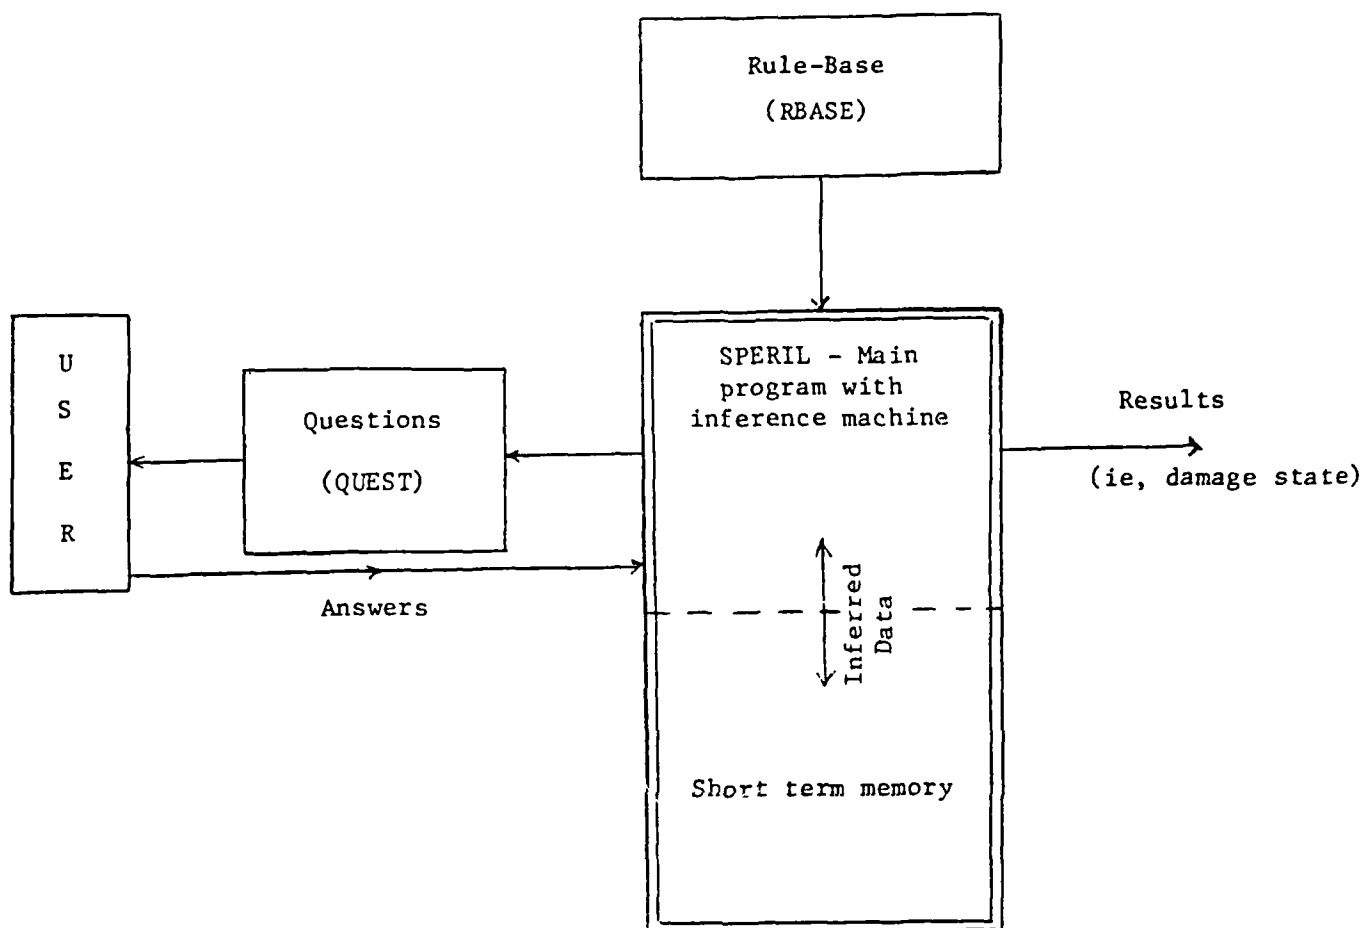 Rule-Base
(RBASE)
U
S
E
R
Questions
(QUEST)
Answers
SPERIL - Main
program with
inference machine
Inferred
Data
Short term memory
Results
(ie, damage state)